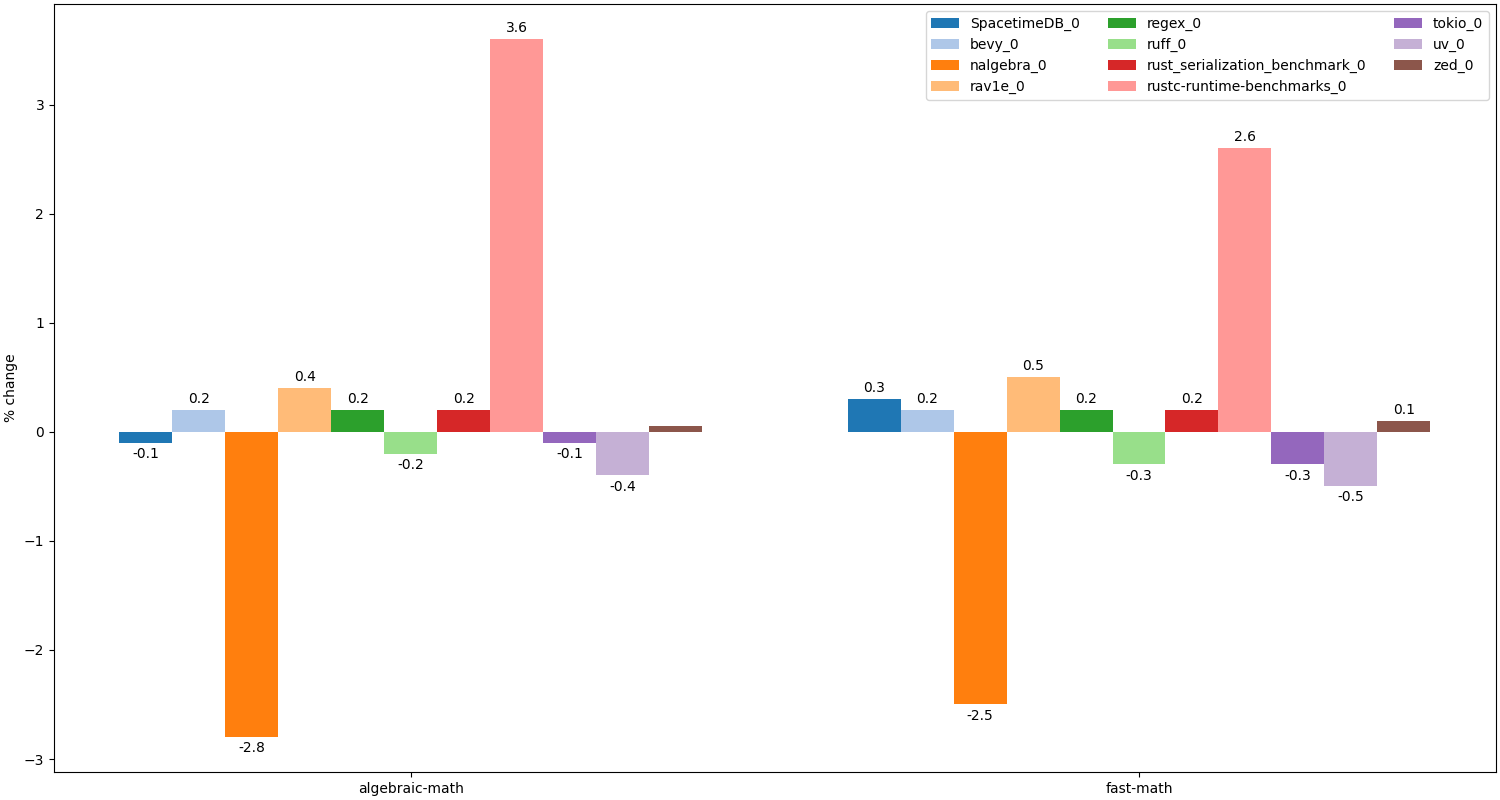 SpacetimeDB_0
bevy_0
nalgebra_0
rav1e_0
regex_0
ruff_0
rust_serialization_benchmark_0
rustc-runtime-benchmarks_0
tokio_0
uv_0
zed_0
% change
3
2
1
0
−1
−2
−3
-0.1
0.2
-2.8
0.4
0.2
-0.2
0.2
3.6
-0.1
-0.4
0.3
0.2
-2.5
0.5
0.2
-0.3
0.2
2.6
-0.3
-0.5
0.1
algebraic-math
fast-math